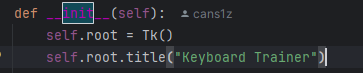 def __init__(self): cans1z
self.root = Tk()
self.root.title("Keyboard Trainer")